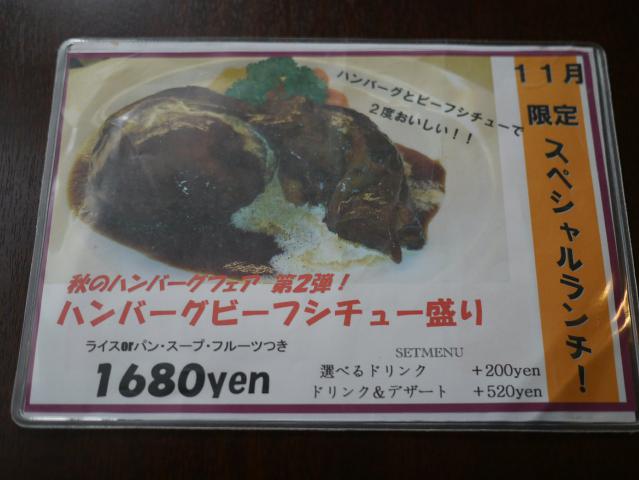 ハンバーグとビーフシチューで
2度おいしい!!
11月
限定
スペシャルランチ!
秋のハンバーグフェア 第2弾!
ハンバーグビーフシチュー盛り
ライスorパン・スープ・フルーツつき
1680yen
SETMENU
選べるドリンク +200yen
ドリンク&デザート +520yen